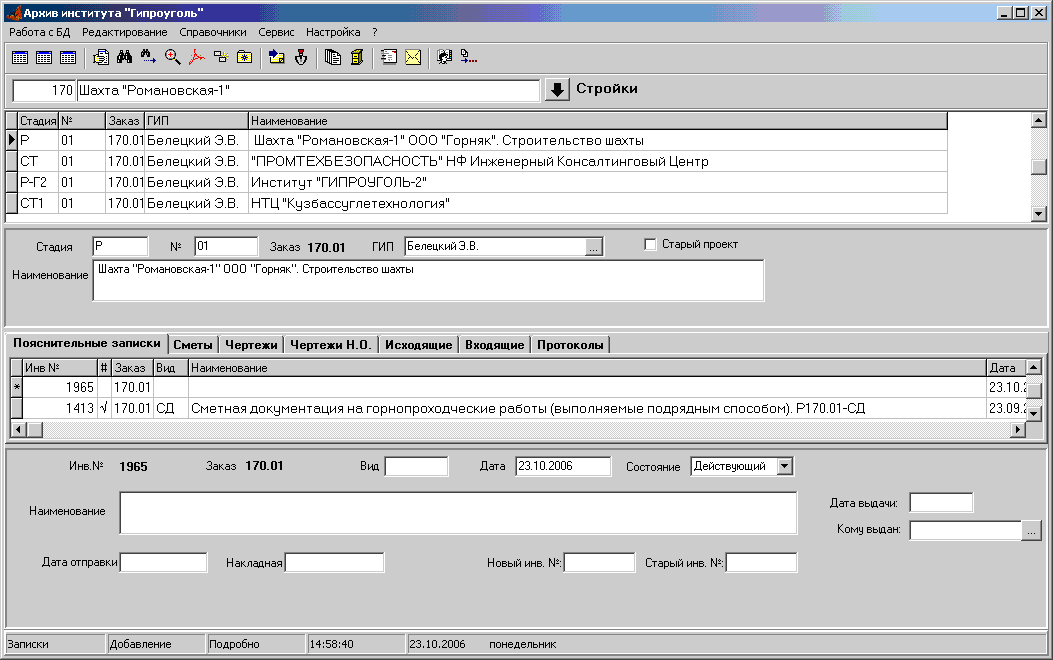 Архив института "Гипроуголь"
Работа с БД Редактирование Справочники Сервис Настройка ?
170 Шахта "Романовская-1" Стройки
Стадия № Заказ ГИП Наименование
Р 01 170.01 Белецкий Э.В. Шахта "Романовская-1" ООО "Горняк". Строительство шахты
СТ 01 170.01 Белецкий Э.В. "ПРОМТЕХБЕЗОПАСНОСТЬ" НФ Инженерный Консалтинговый Центр
Р-Г2 01 170.01 Белецкий Э.В. Институт "ГИПРОУГОЛЬ-2"
СТ1 01 170.01 Белецкий Э.В. НТЦ "Кузбассуглетехнология"
Стадия Р № 01 Заказ 170.01 ГИП Белецкий Э.В. ... Старый проект
Наименование Шахта "Романовская-1" ООО "Горняк". Строительство шахты
Пояснительные записки Сметы Чертежи Чертежи Н.О. Исходящие Входящие Протоколы
Инв № # Заказ Вид Наименование Дата
* 1965 170.01 23.10.2
1413 √ 170.01 СД Сметная документация на горнопроходческие работы (выполняемые подрядным способом). Р170.01-СД 23.09.2
Инв.№ 1965 Заказ 170.01 Вид Дата 23.10.2006 Состояние Действующий
Наименование Дата выдачи:
Кому выдан: ...
Дата отправки Накладная Новый инв. №: Старый инв. №:
Записки Добавление Подробно 14:58:40 23.10.2006 понедельник